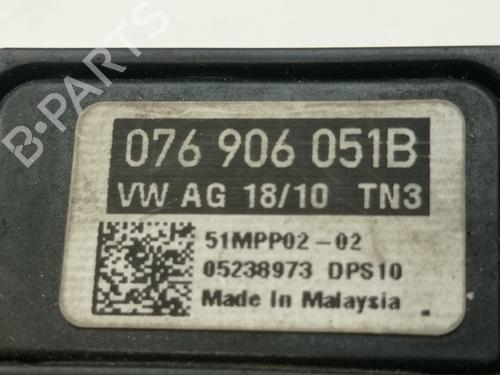 B-PARTS
076 906 051B
VW AG 18/10 TN3
51MPP02-02
05238973 DPS10
Made In Malaysia